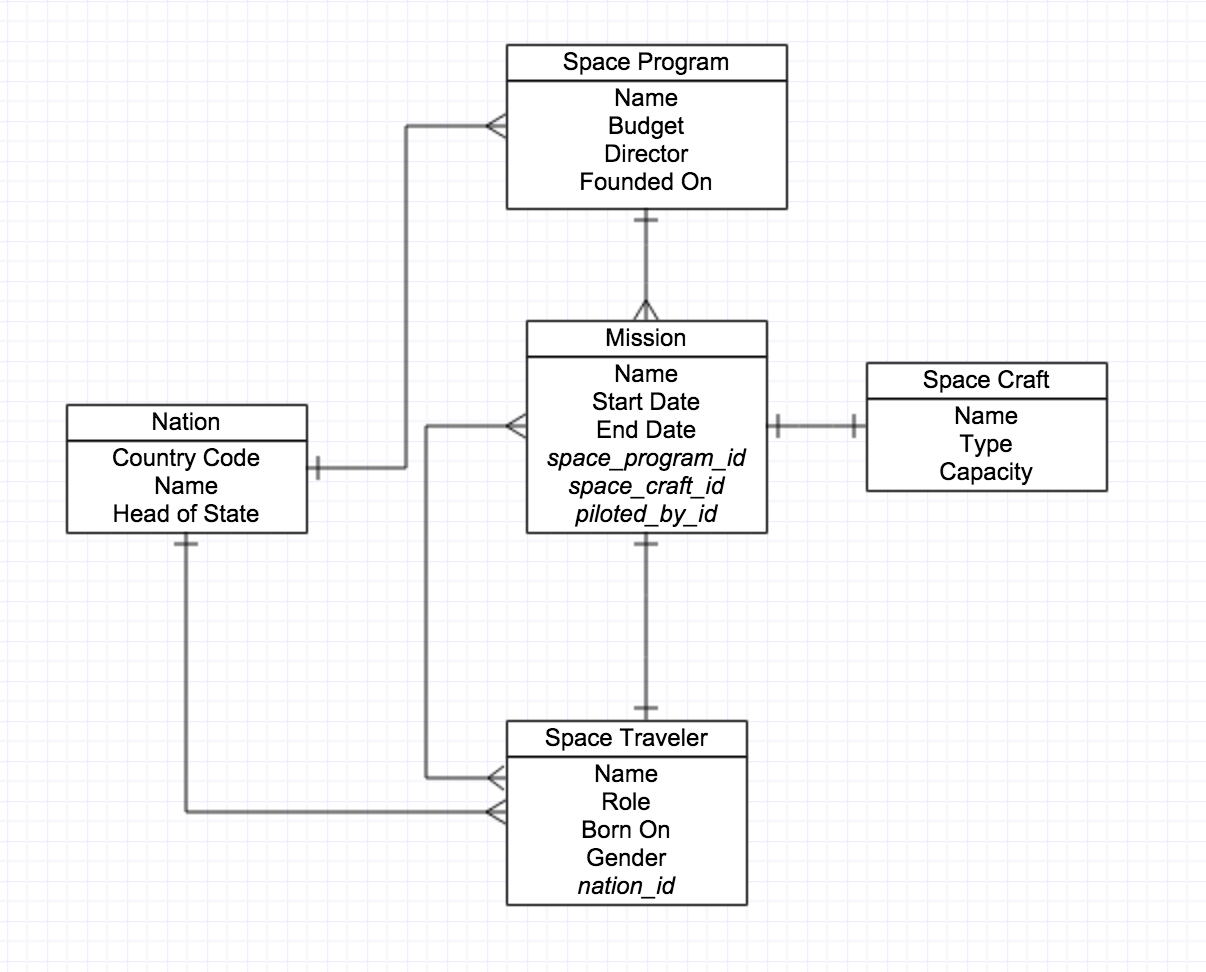 Space Program
Name
Budget
Director
Founded On
Mission
Name
Start Date
End Date
space_program_id
space_craft_id
piloted_by_id
Space Craft
Name
Type
Capacity
Nation
Country Code
Name
Head of State
Space Traveler
Name
Role
Born On
Gender
nation_id